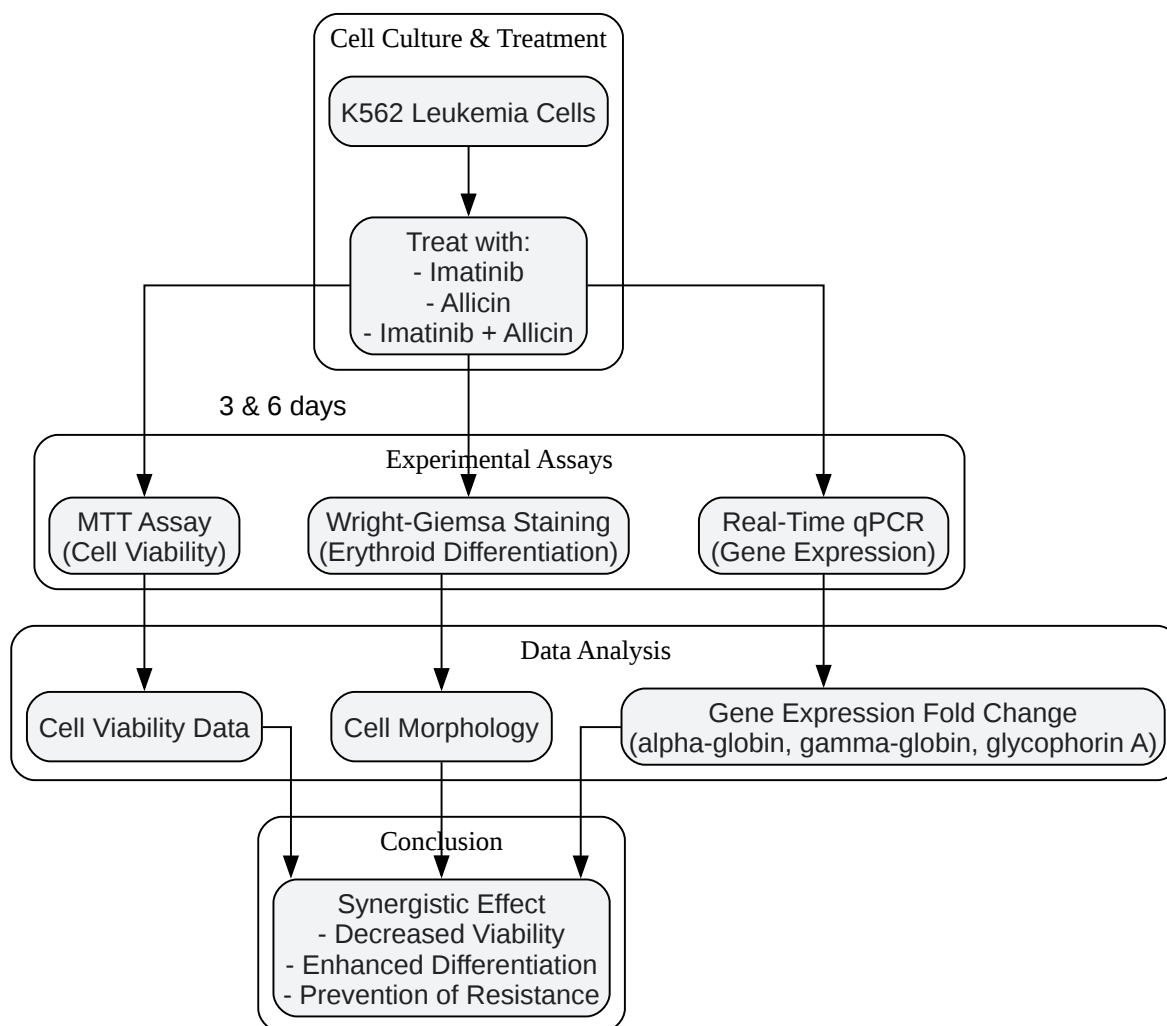 Cell Culture & Treatment
K562 Leukemia Cells
Treat with:
- Imatinib
- Allicin
- Imatinib + Allicin
3 & 6 days
Experimental Assays
MTT Assay
(Cell Viability)
Wright-Giemsa Staining
(Erythroid Differentiation)
Real-Time qPCR
(Gene Expression)
Data Analysis
Cell Viability Data
Cell Morphology
Gene Expression Fold Change
(alpha-globin, gamma-globin, glycophorin A)
Conclusion
Synergistic Effect
- Decreased Viability
- Enhanced Differentiation
- Prevention of Resistance